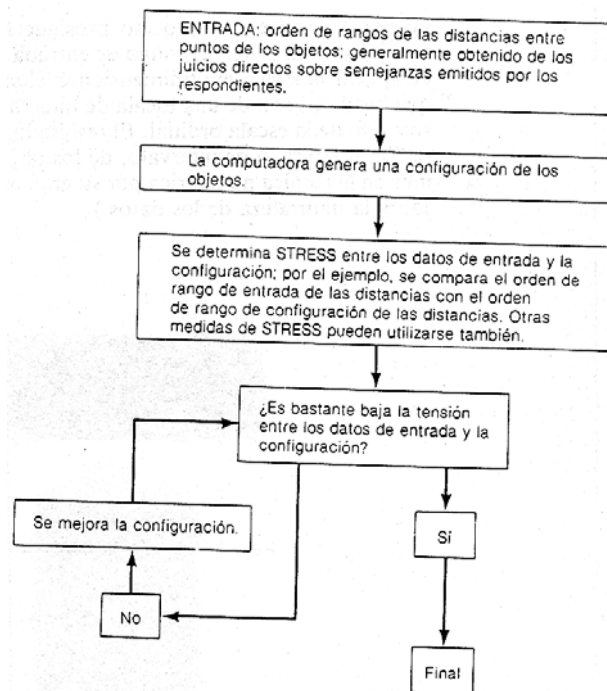 ENTRADA: orden de rangos de las distancias entre
puntos de los objetos; generalmente obtenido de los
juicios directos sobre semejanzas emitidos por los
respondientes.
La computadora genera una configuración de los
objetos.
Se determina STRESS entre los datos de entrada y la
configuración; por el ejemplo, se compara el orden de
rango de entrada de las distancias con el orden
de rango de configuración de las distancias. Otras
medidas de STRESS pueden utilizarse también.
¿Es bastante baja la tensión
entre los datos de entrada y la
configuración?
Se mejora la configuración.
Sí
No
Final